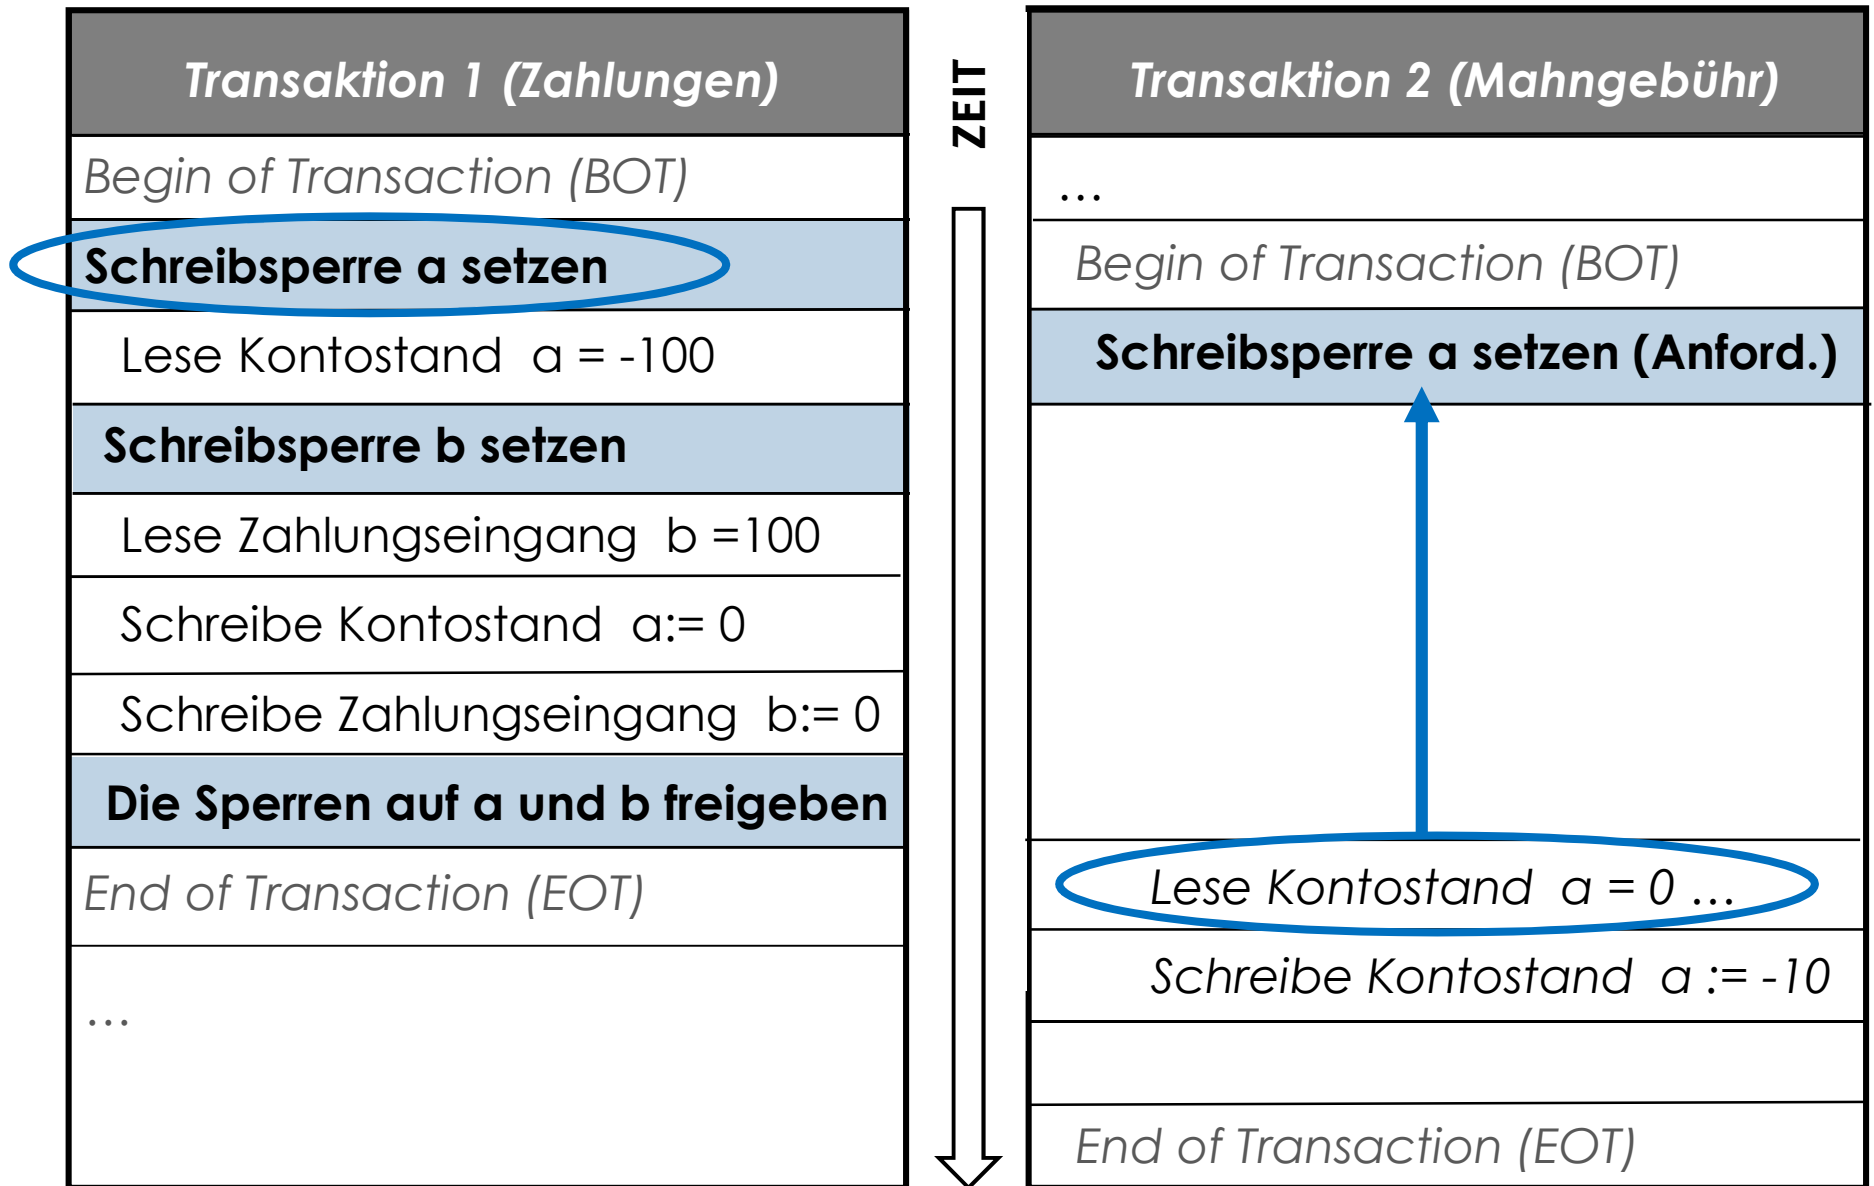 Transaktion 1 (Zahlungen)
Begin of Transaction (BOT)
Schreibsperre a setzen
Lese Kontostand a = -100
Schreibsperre b setzen
Lese Zahlungseingang b =100
Schreibe Kontostand a:= 0
Schreibe Zahlungseingang b:= 0
Die Sperren auf a und b freigeben
End of Transaction (EOT)
…
ZEIT
Transaktion 2 (Mahngebühr)
…
Begin of Transaction (BOT)
Schreibsperre a setzen (Anford.)
Lese Kontostand a = 0 …
Schreibe Kontostand a := -10
End of Transaction (EOT)